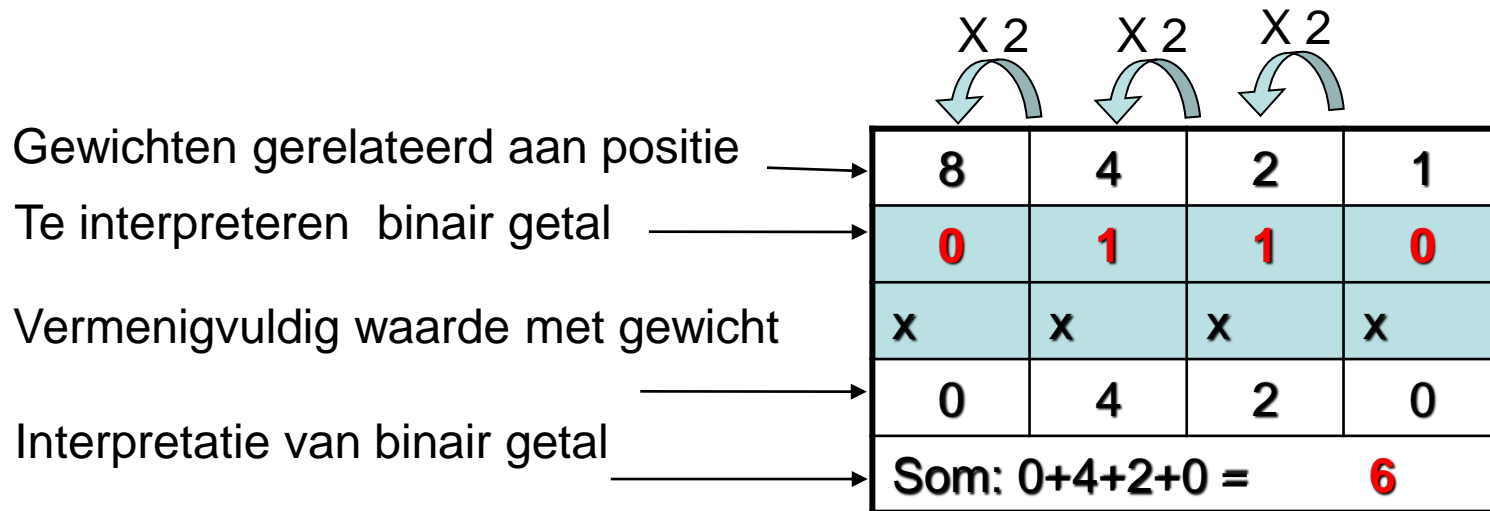 X 2 X 2 X 2
Gewichten gerelateerd aan positie
8 4 2 1
Te interpreteren binair getal
0 1 1 0
Vermenigvuldig waarde met gewicht
x x x x
0 4 2 0
Interpretatie van binair getal
Som: 0+4+2+0 = 6